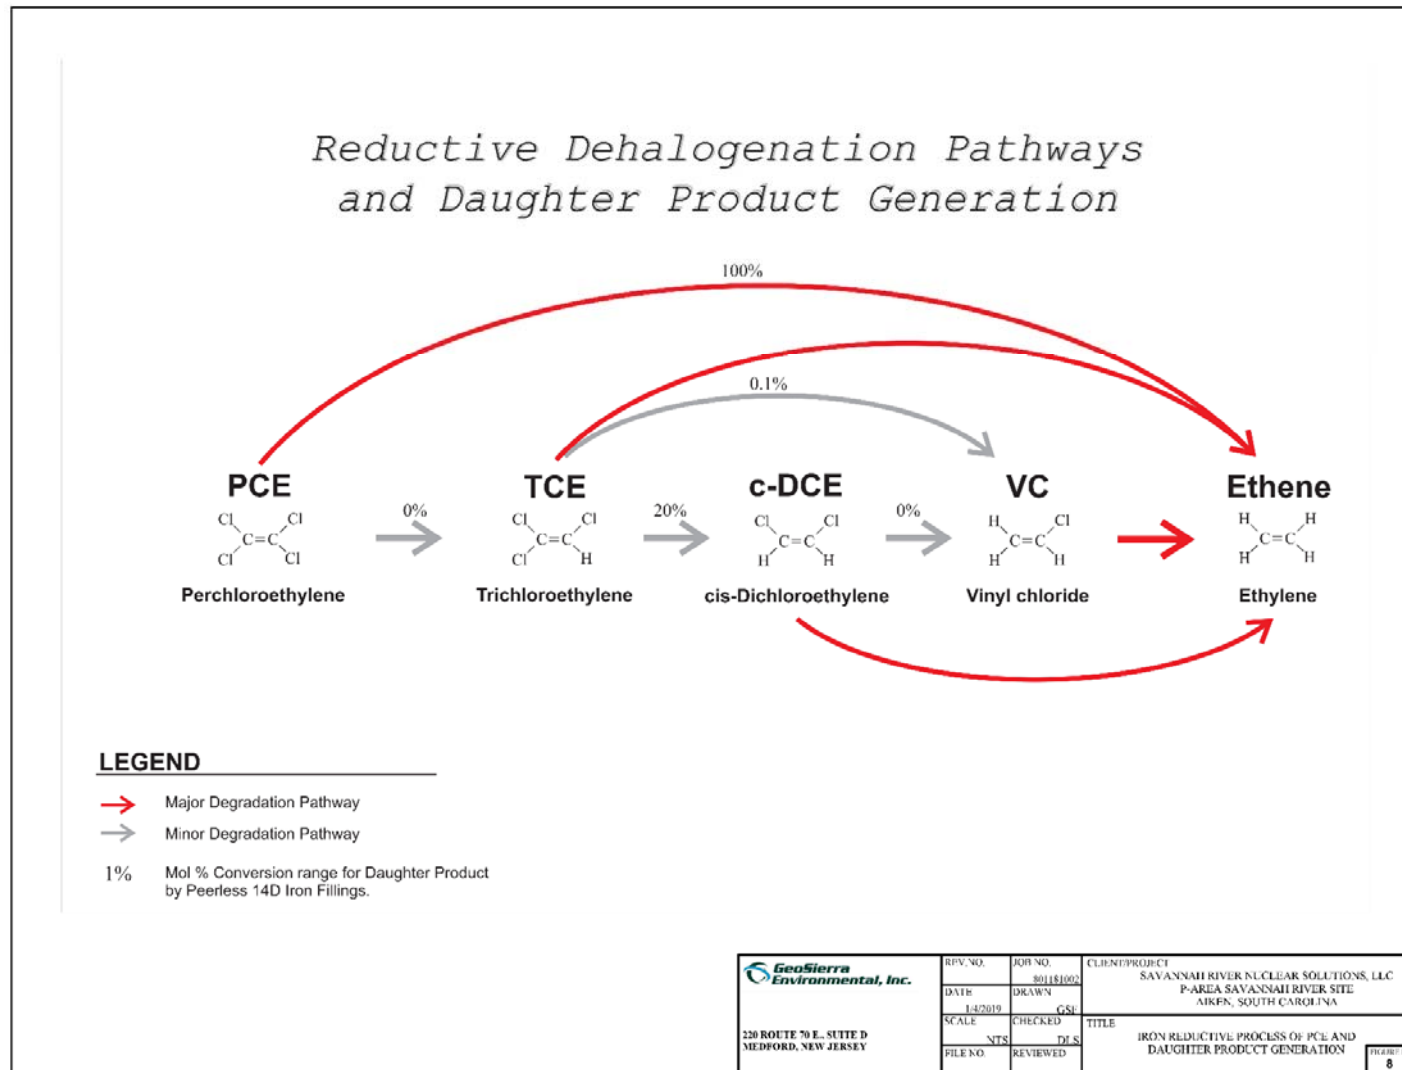 Reductive Dehalogenation Pathways
and Daughter Product Generation
100%
0.1%
PCE
TCE
c-DCE
VC
Ethene
0%
20%
0%
Cl Cl
C=C
Cl Cl
Cl Cl
C=C
Cl H
Cl Cl
C=C
H H
H Cl
C=C
H H
H H
C=C
H H
Perchloroethylene
Trichloroethylene
cis-Dichloroethylene
Vinyl chloride
Ethylene
LEGEND
Major Degradation Pathway
Minor Degradation Pathway
1% Mol % Conversion range for Daughter Product
by Peerless 14D Iron Fillings.
GeoSierra
Environmental, Inc.
220 ROUTE 70 E., SUITE D
MEDFORD, NEW JERSEY
REV.NO.
JOB NO.
801181002
DATE
1/4/2019
DRAWN
GSF
SCALE
NTS
CHECKED
DLS
FILE NO.
REVIEWED
CLIENT/PROJECT
SAVANNAH RIVER NUCLEAR SOLUTIONS, LLC
P-AREA SAVANNAH RIVER SITE
AIKEN, SOUTH CAROLINA
TITLE
IRON REDUCTIVE PROCESS OF PCE AND
DAUGHTER PRODUCT GENERATION
FIGURE
8